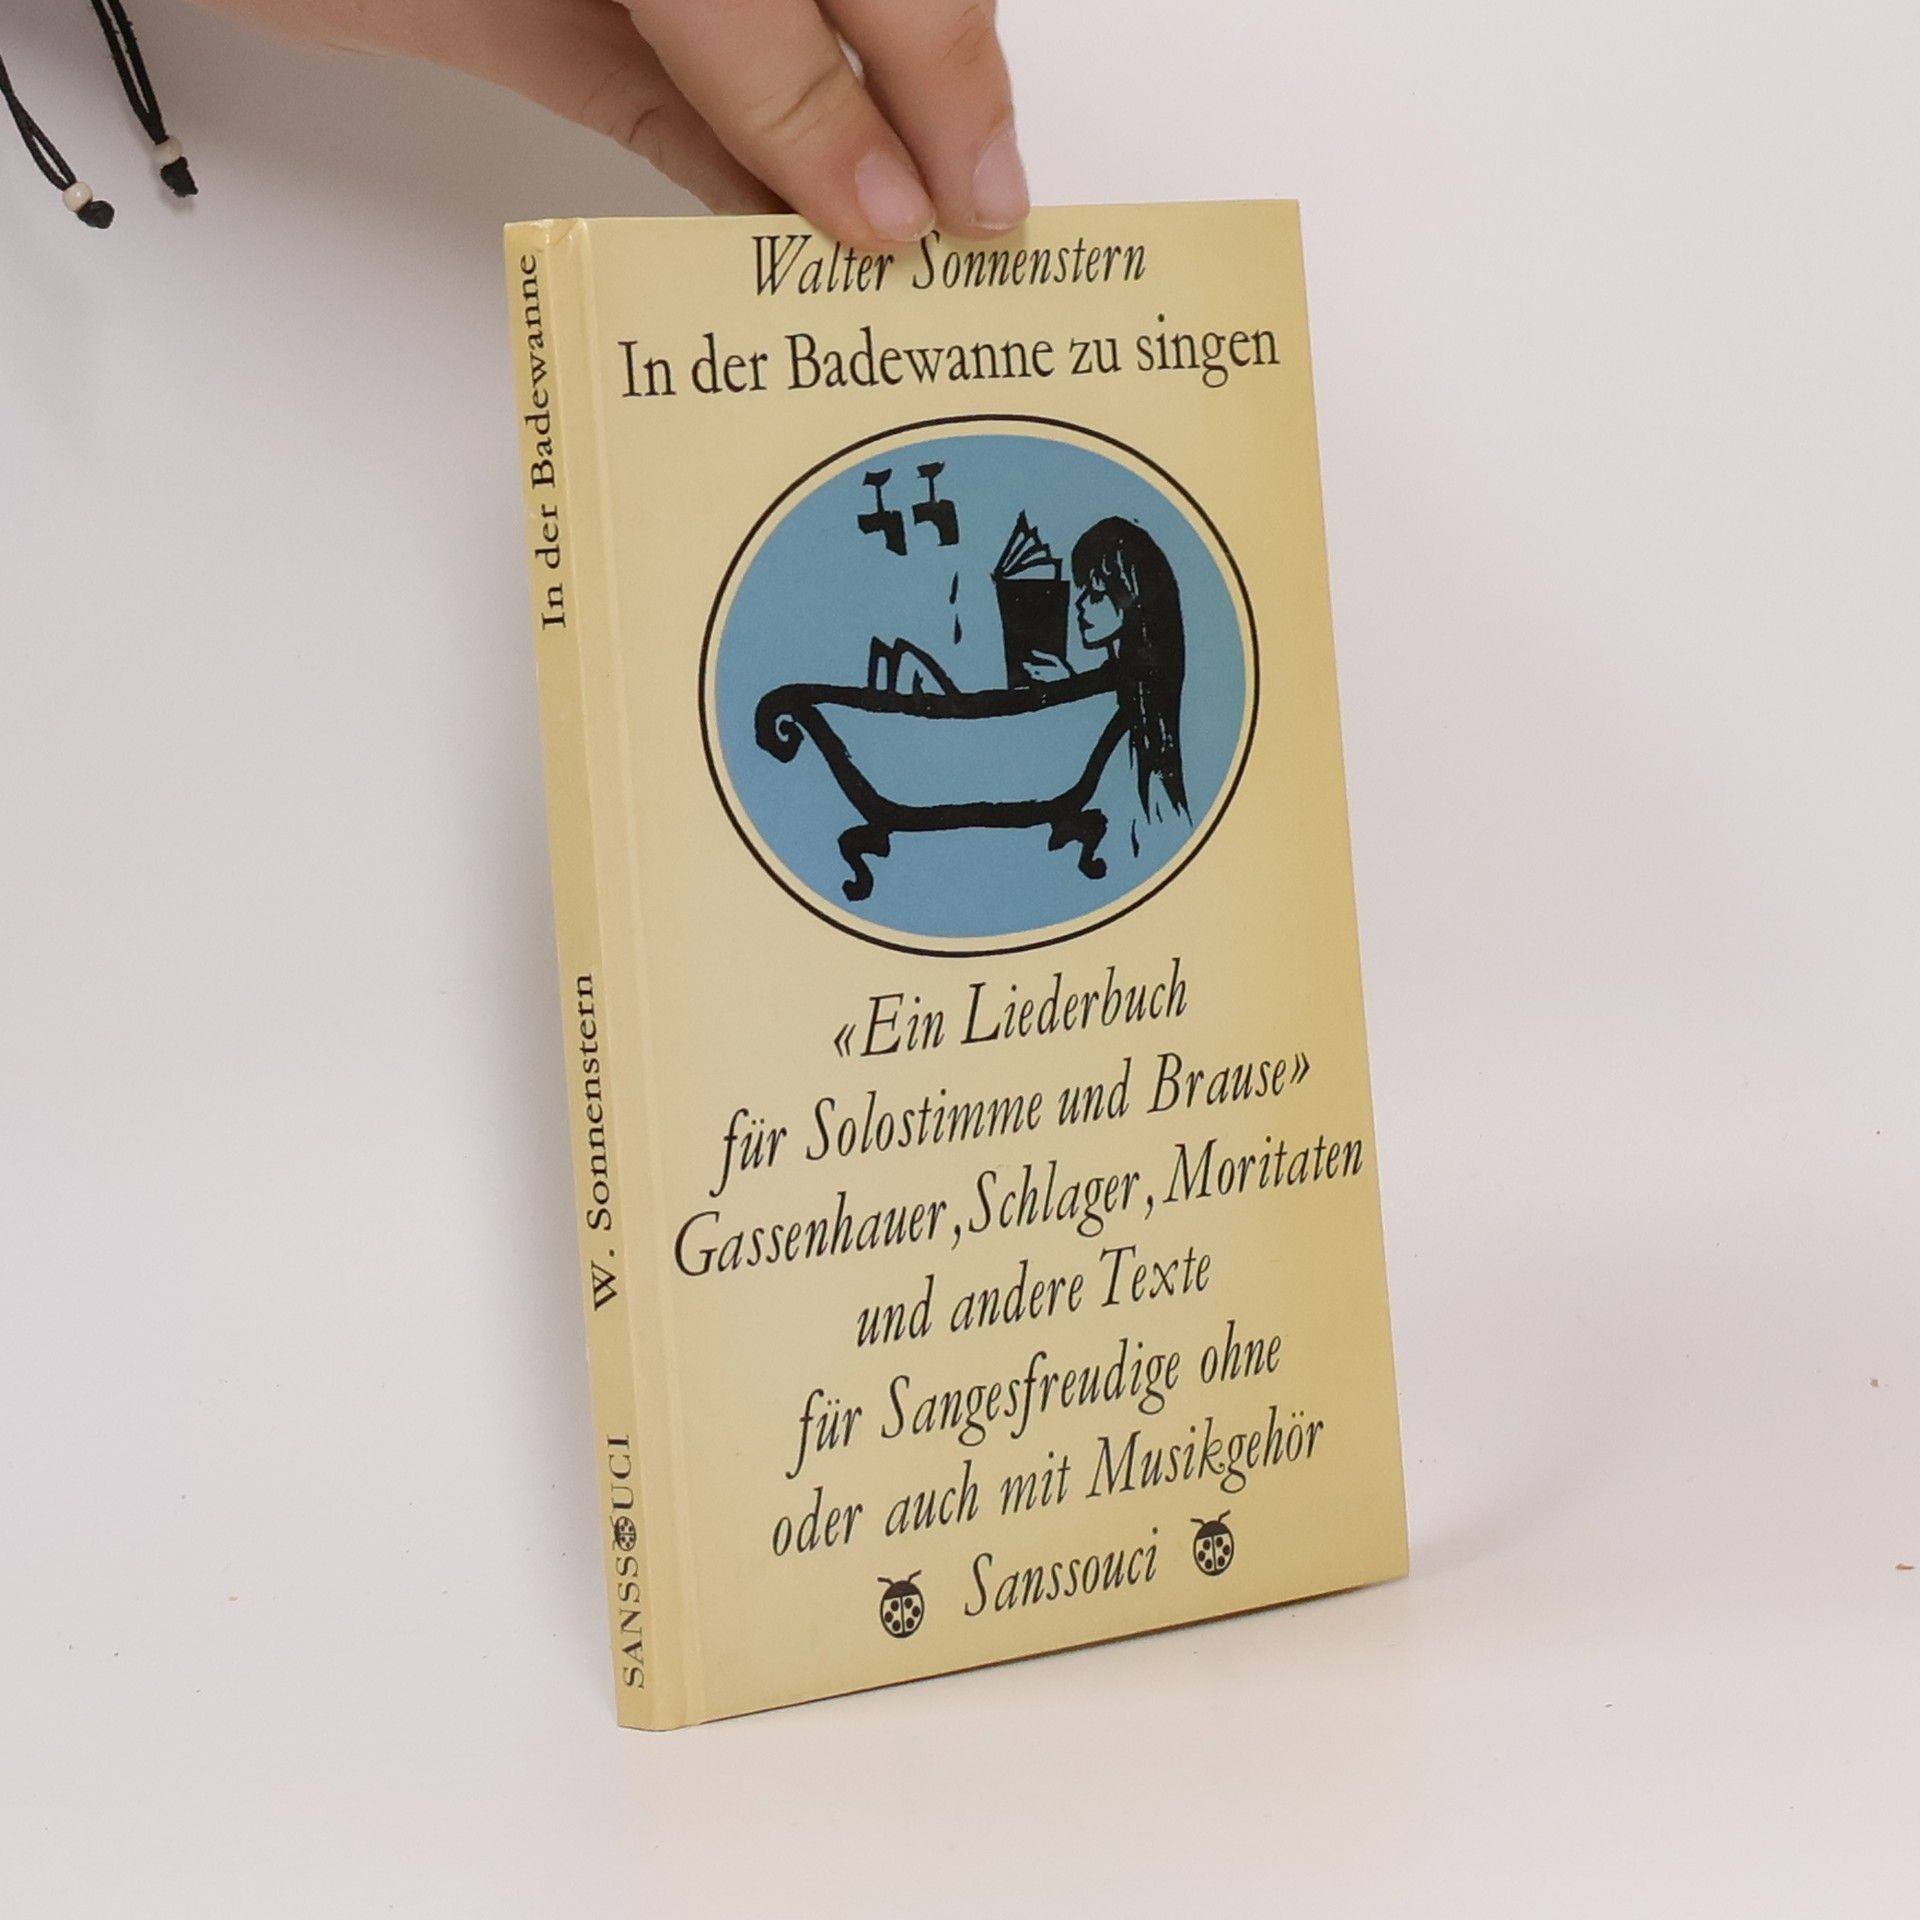 Walter Sonnenstern
In der Badewanne zu singen
«Ein Liederbuch
für Solostimme und Brause»
Gassenhauer, Schlager, Moritaten
und andere Texte
für Sangesfreudige ohne
oder auch mit Musikgehör
Sanssouci
SANSSOUCI W. Sonnenstern In der Badewanne